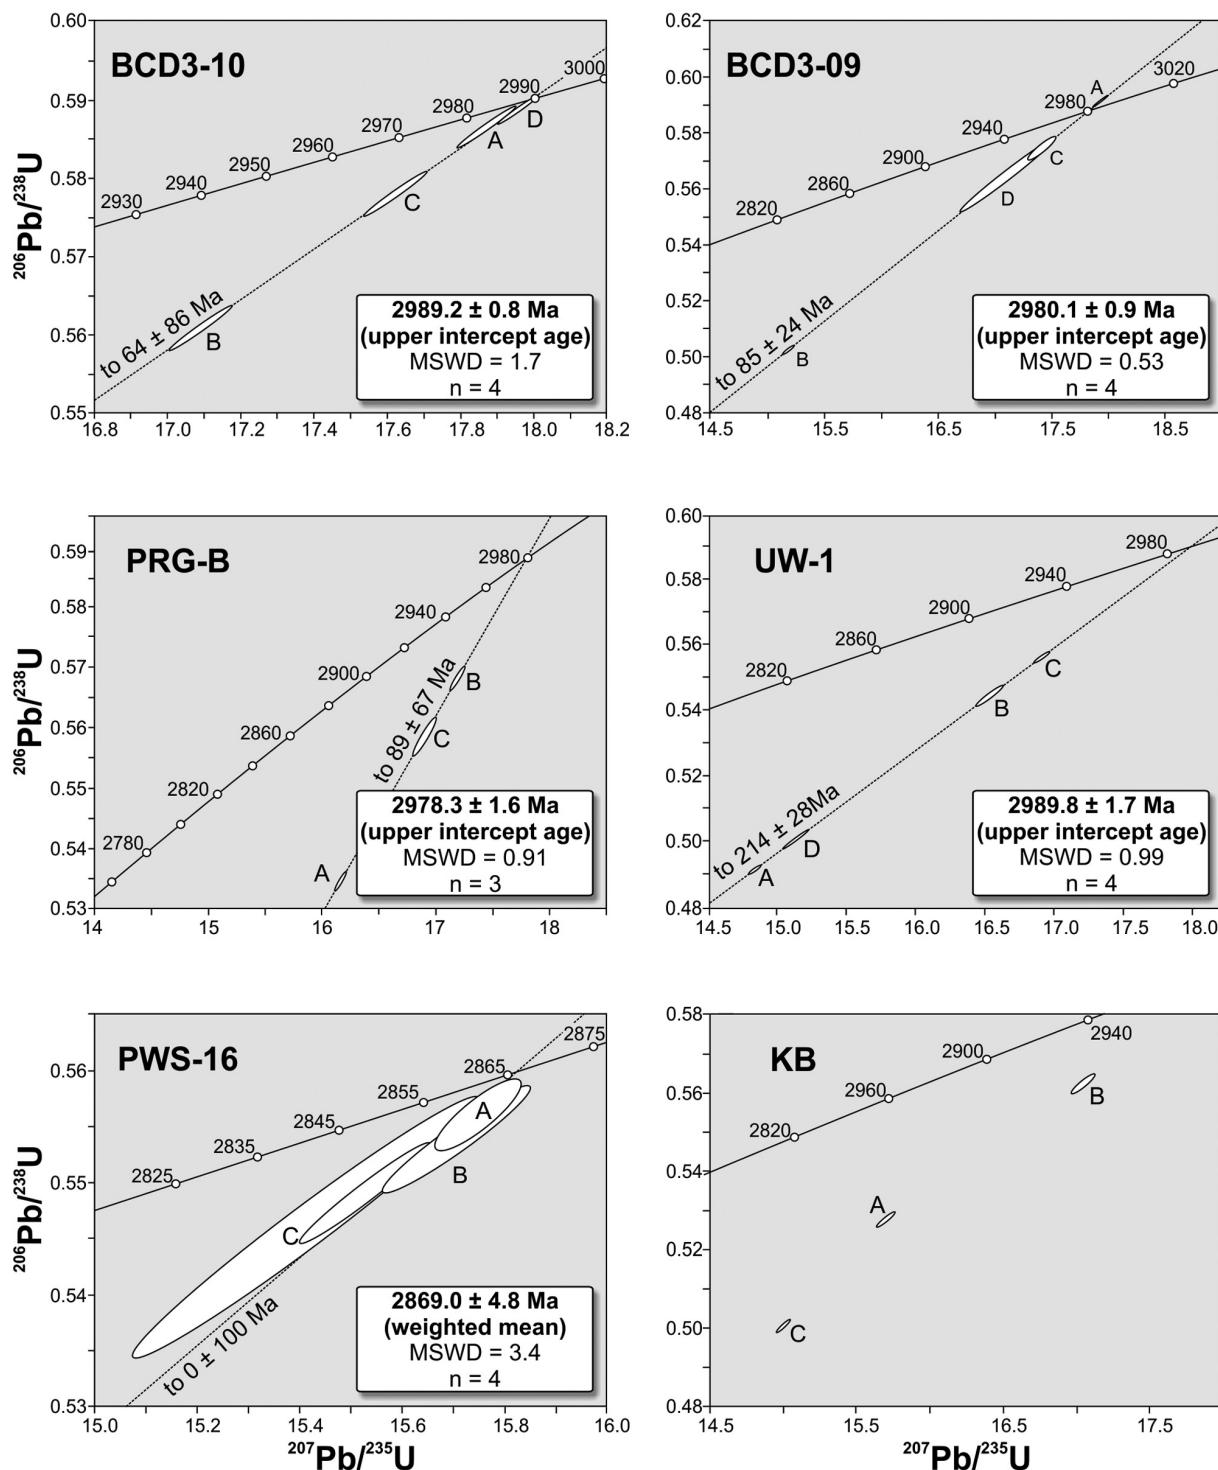 BCD3-10
0.60
0.59
0.58
0.57
0.56
0.55
206Pb/238U
2930
2940
2950
2960
2970
2980
2990
3000
A
D
C
B
to 64 ± 86 Ma
2989.2 ± 0.8 Ma
(upper intercept age)
MSWD = 1.7
n = 4
16.8 17.0 17.2 17.4 17.6 17.8 18.0 18.2
BCD3-09
0.62
0.60
0.58
0.56
0.54
0.52
0.50
0.48
2820
2860
2900
2940
2980
3020
A
C
D
B
to 85 ± 24 Ma
2980.1 ± 0.9 Ma
(upper intercept age)
MSWD = 0.53
n = 4
14.5 15.5 16.5 17.5 18.5
PRG-B
0.59
0.58
0.57
0.56
0.55
0.54
0.53
206Pb/238U
2780
2820
2860
2900
2940
2980
B
C
A
to 89 ± 67 Ma
2978.3 ± 1.6 Ma
(upper intercept age)
MSWD = 0.91
n = 3
14 15 16 17 18
UW-1
0.60
0.58
0.56
0.54
0.52
0.50
0.48
2820
2860
2900
2940
2980
C
B
D
A
to 214 ± 28Ma
2989.8 ± 1.7 Ma
(upper intercept age)
MSWD = 0.99
n = 4
14.5 15.0 15.5 16.0 16.5 17.0 17.5 18.0
PWS-16
0.56
0.55
0.54
0.53
206Pb/238U
2825
2835
2845
2855
2865
2875
A
B
C
to 0 ± 100 Ma
2869.0 ± 4.8 Ma
(weighted mean)
MSWD = 3.4
n = 4
15.0 15.2 15.4 15.6 15.8 16.0
207Pb/235U
KB
0.58
0.56
0.54
0.52
0.50
0.48
2820
2960
2900
2940
B
A
C
14.5 15.5 16.5 17.5
207Pb/235U